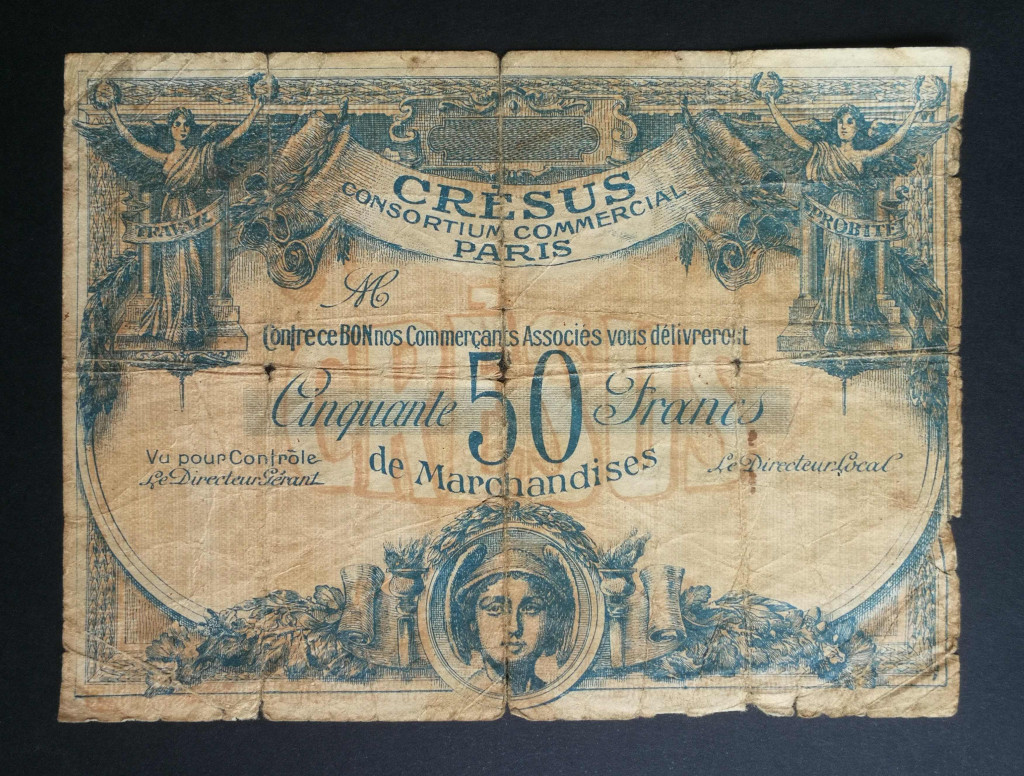 CRÉSUS
CONSORTIUM COMMERCIAL
PARIS
TRAVAIL
PROBITÉ
M
Contre ce BON nos Commerçants Associés vous délivreront
CRÉSUS
Cinquante 50 Francs
de Marchandises
Vu pour Contrôle
Le Directeur Gérant
Le Directeur Local